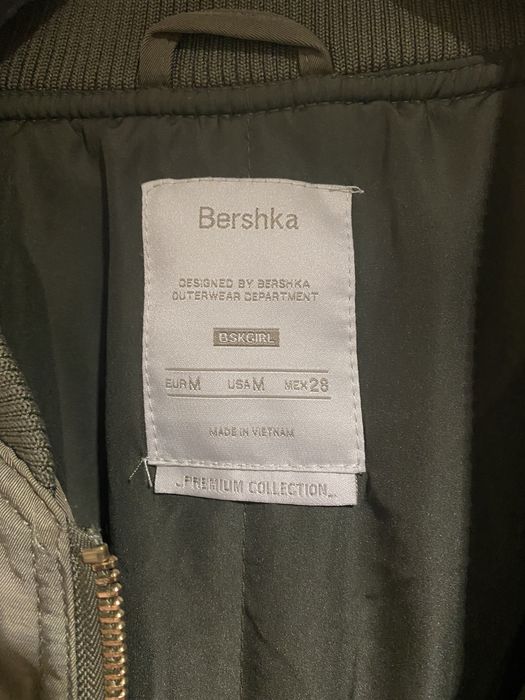 Bershka
DESIGNED BY BERSHKA
OUTERWEAR DEPARTMENT
BSKGIRL
EUR M USA M MEX 28
MADE IN VIETNAM
PREMIUM COLLECTION